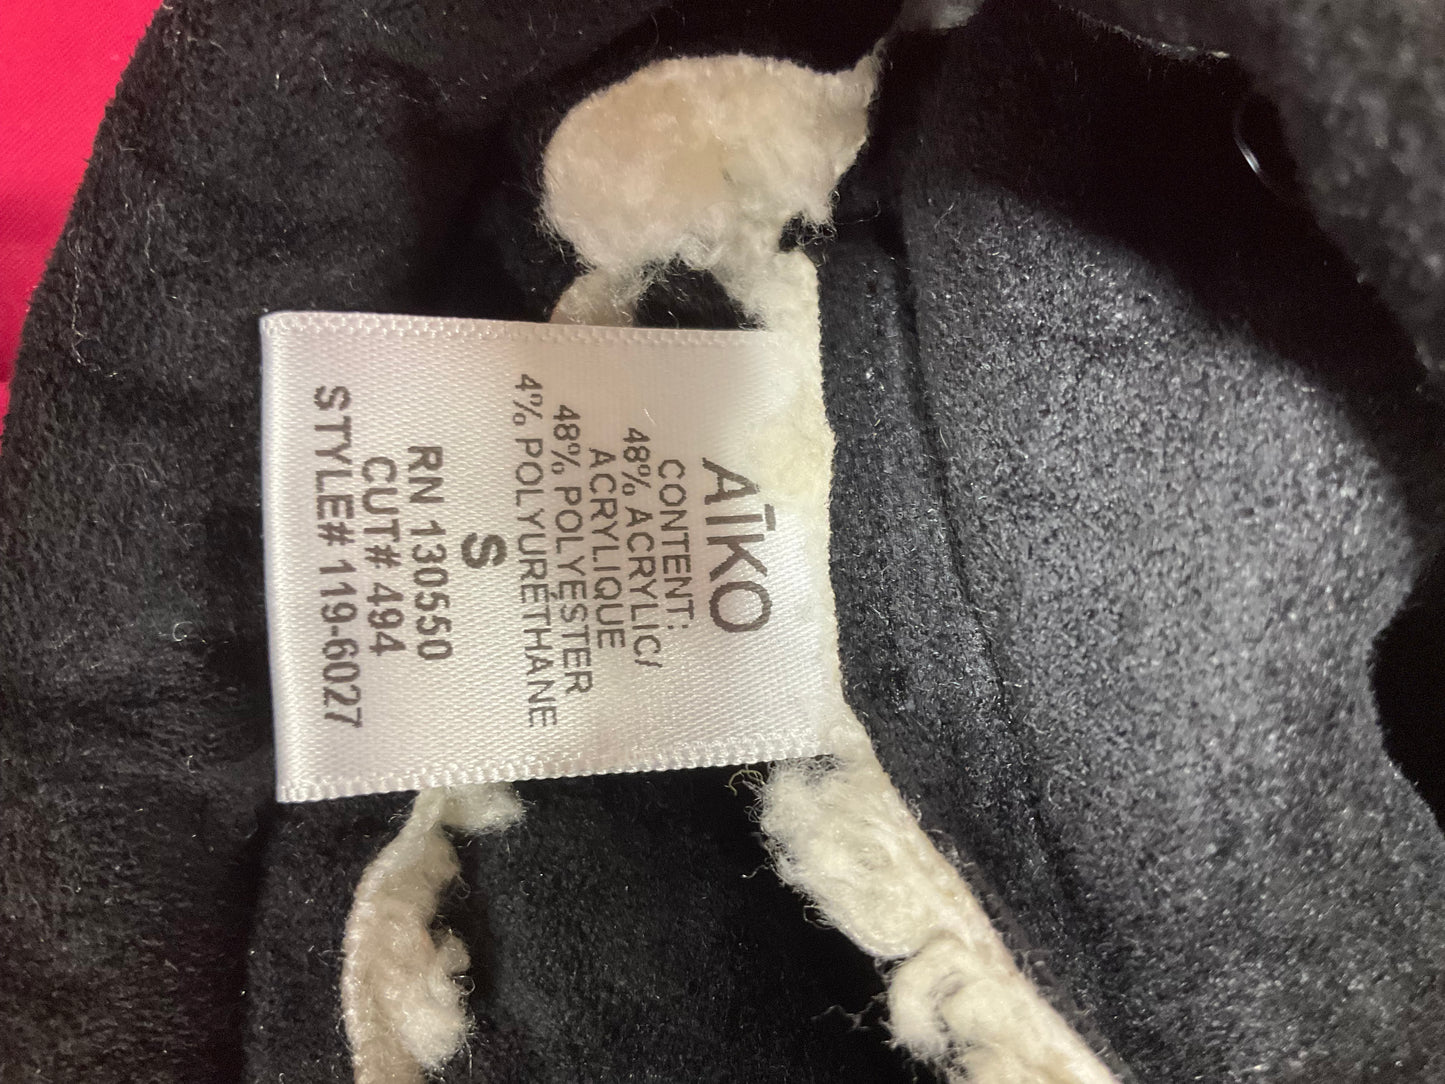 AĪKO
CONTENT:
48% ACRYLIC/
ACRYLIQUE
48% POLYESTER
4% POLYURÉTHANE
S
RN 130550
CUT# 494
STYLE# 119-6027